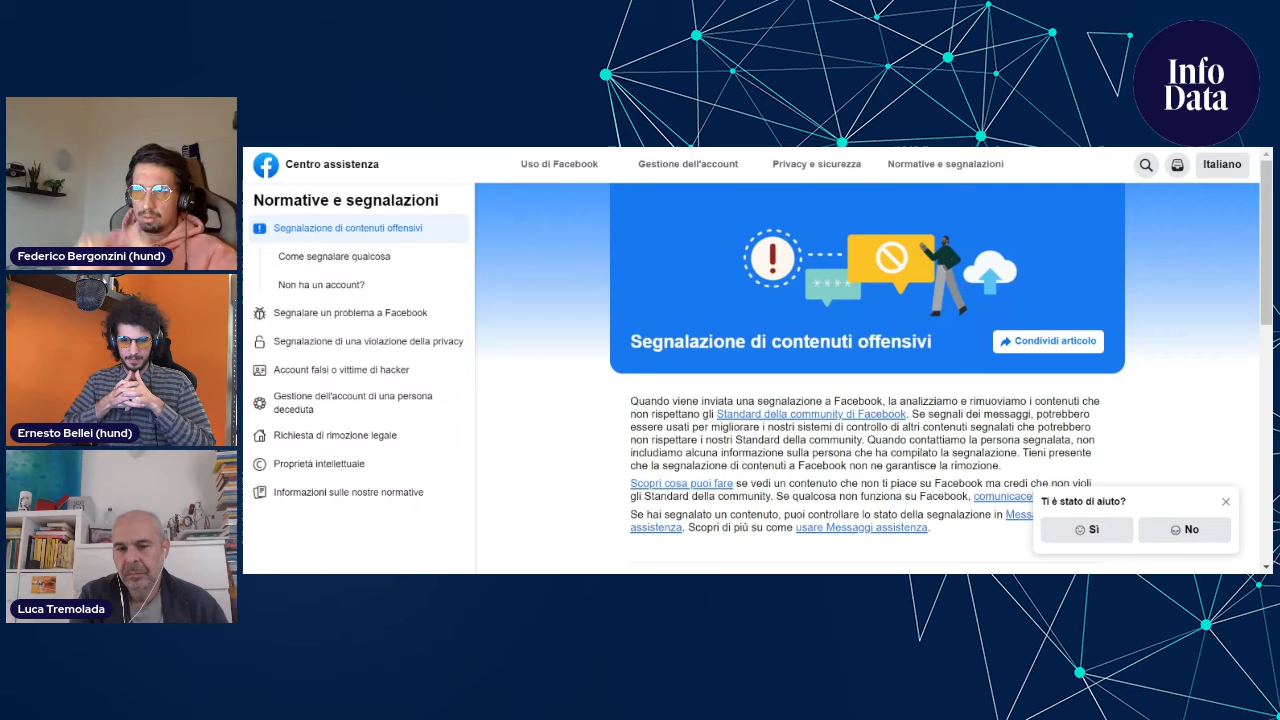 Info
Data
Federico Bergonzini (hund)
Ernesto Bellei (hund)
Luca Tremolada
Centro assistenza
Uso di Facebook
Gestione dell'account
Privacy e sicurezza
Normative e segnalazioni
Italiano
Normative e segnalazioni
Segnalazione di contenuti offensivi
Come segnalare qualcosa
Non ha un account?
Segnalare un problema a Facebook
Segnalazione di una violazione della privacy
Account falsi o vittime di hacker
Gestione dell'account di una persona
deceduta
Richiesta di rimozione legale
Proprietà intellettuale
Informazioni sulle nostre normative
****
Segnalazione di contenuti offensivi
Condividi articolo
Quando viene inviata una segnalazione a Facebook, la analizziamo e rimuoviamo i contenuti che
non rispettano gli Standard della community di Facebook. Se segnali dei messaggi, potrebbero
essere usati per migliorare i nostri sistemi di controllo di altri contenuti segnalati che potrebbero
non rispettare i nostri Standard della community. Quando contattiamo la persona segnalata, non
includiamo alcuna informazione sulla persona che ha compilato la segnalazione. Tieni presente
che la segnalazione di contenuti a Facebook non ne garantisce la rimozione.
Scopri cosa puoi fare se vedi un contenuto che non ti piace su Facebook ma credi che non violi
gli Standard della community. Se qualcosa non funziona su Facebook, comunicacel
Se hai segnalato un contenuto, puoi controllare lo stato della segnalazione in Messa
assistenza. Scopri di più su come usare Messaggi assistenza.
Ti è stato di aiuto?
Sì
No